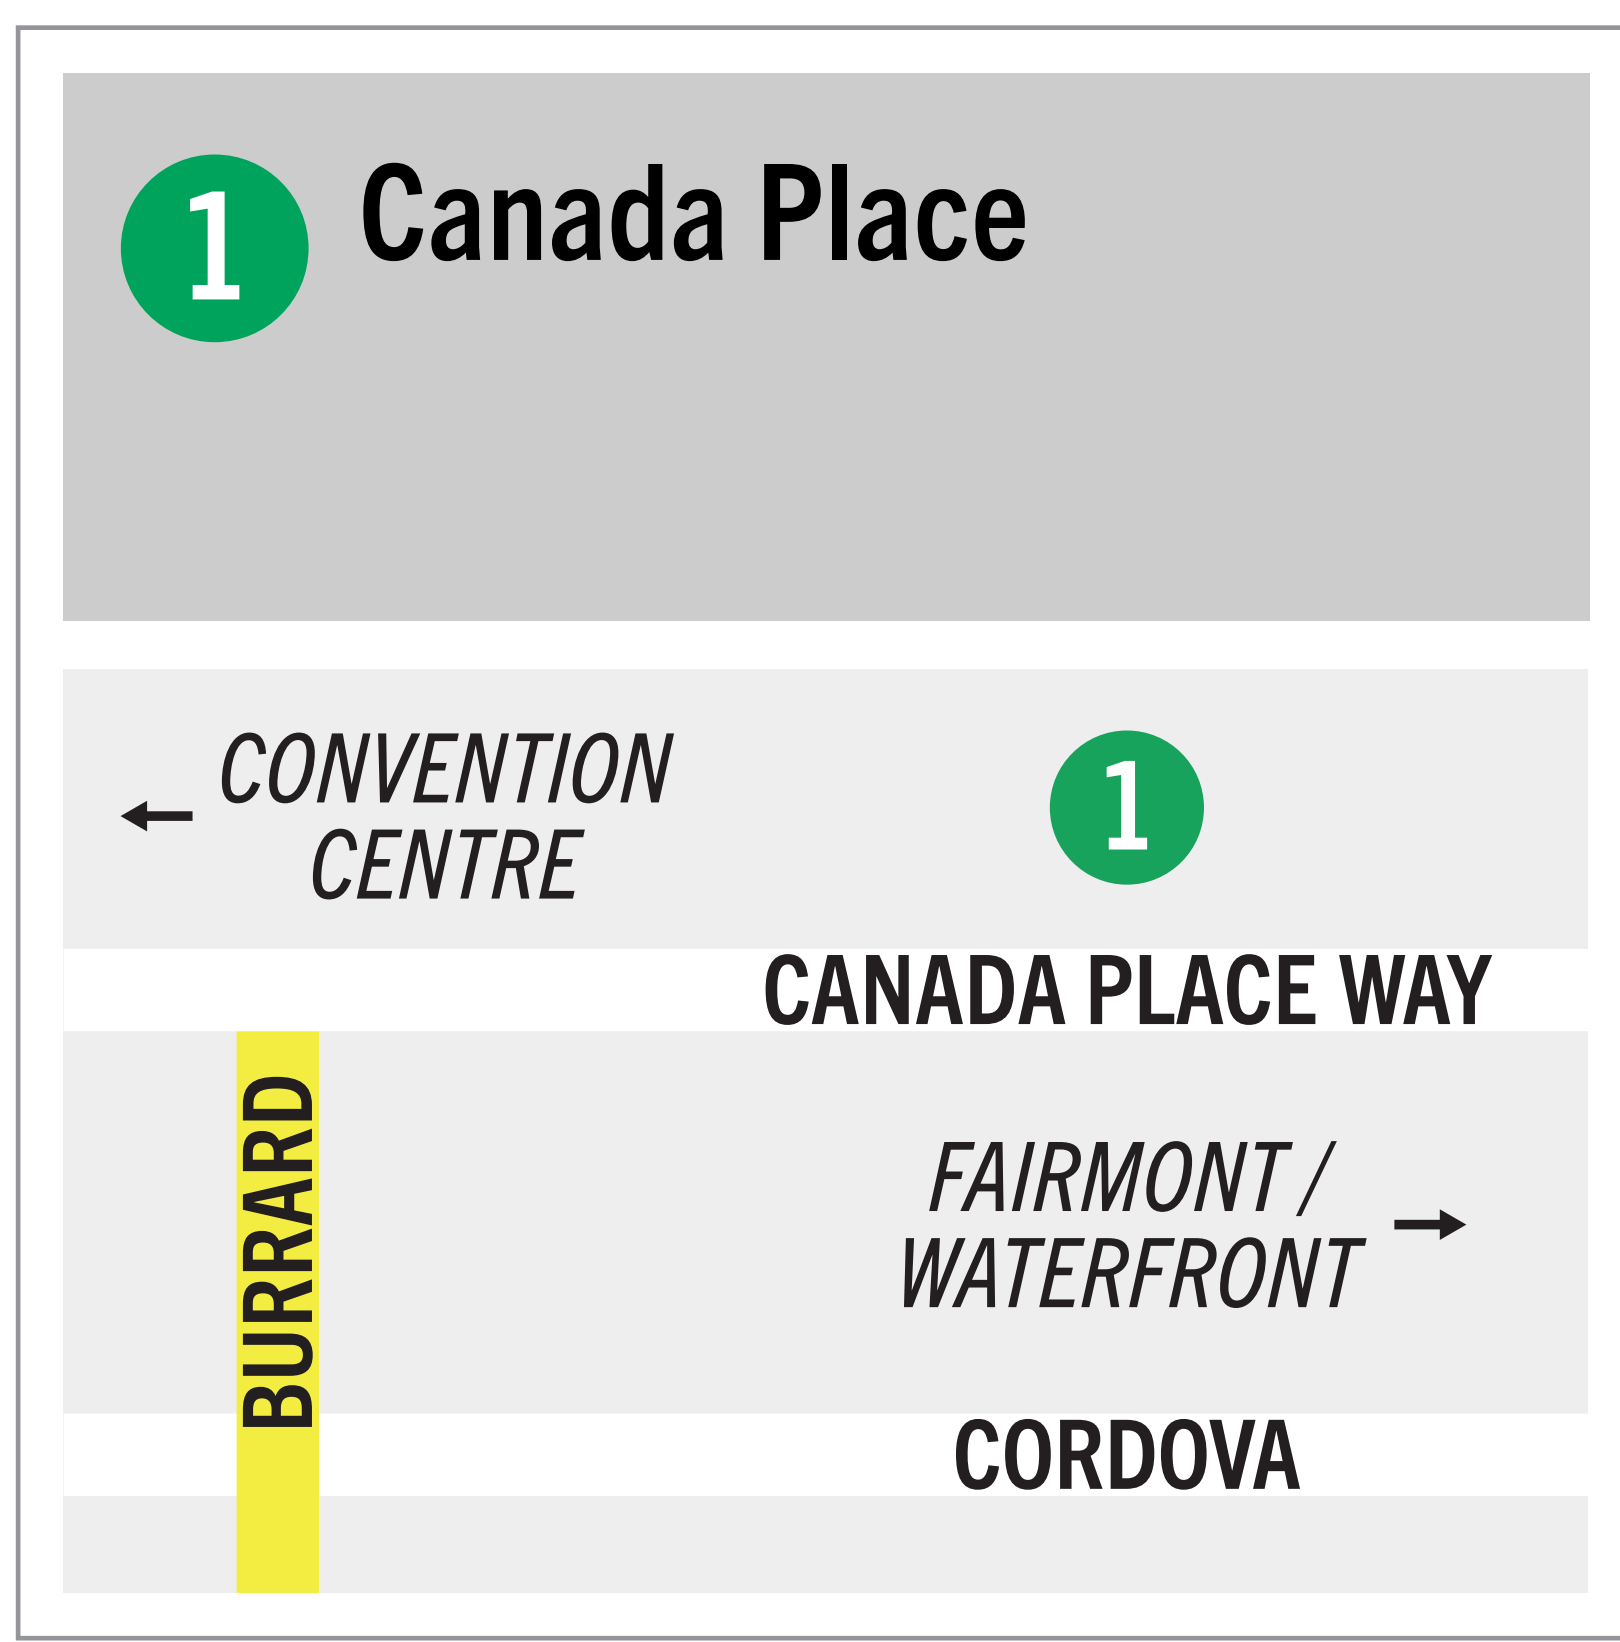 1 Canada Place
CONVENTION
CENTRE
1
CANADA PLACE WAY
BURRARD
FAIRMONT /
WATERFRONT
CORDOVA